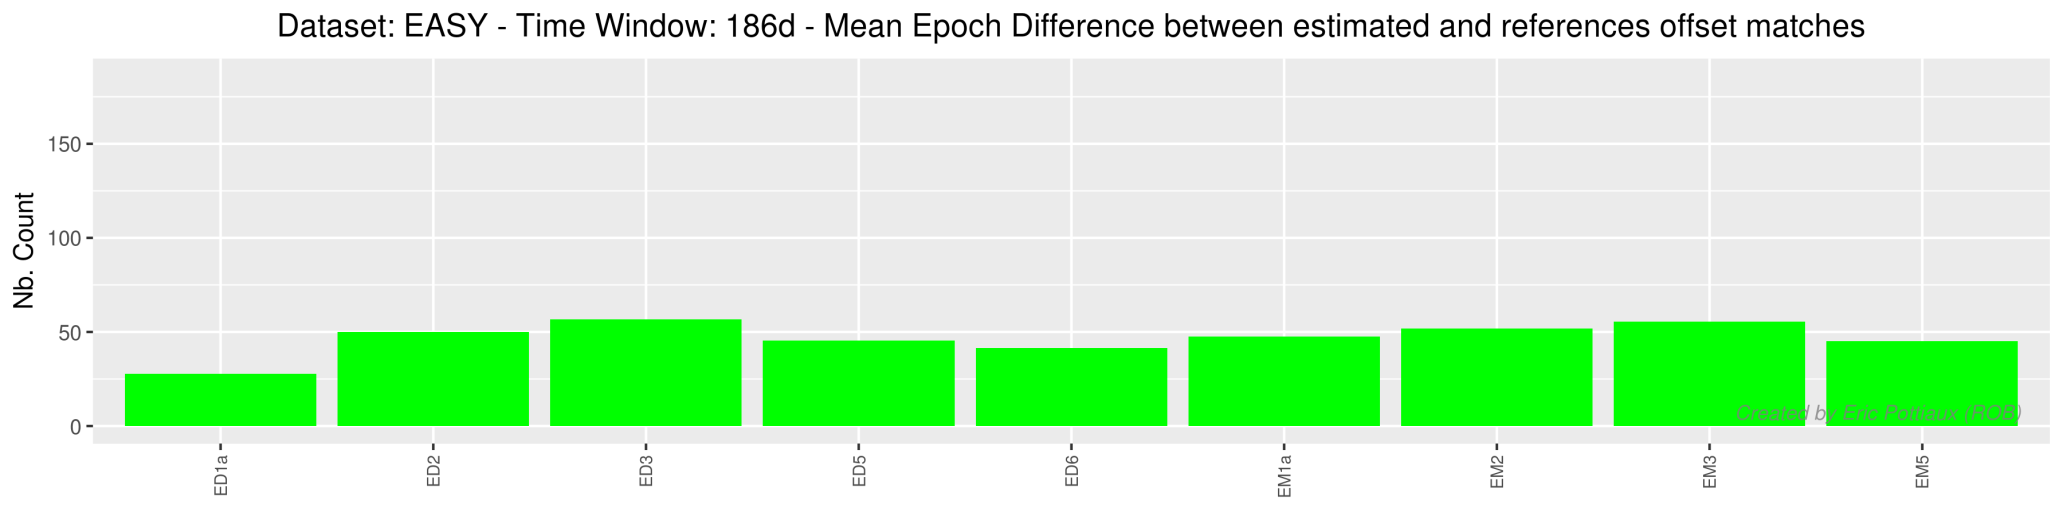 Dataset: EASY - Time Window: 186d - Mean Epoch Difference between estimated and references offset matches
Nb. Count
150
100
50
0
Created by Eric Pottiaux (ROB)
ED1a
ED2
ED3
ED5
ED6
EM1a
EM2
EM3
EM5